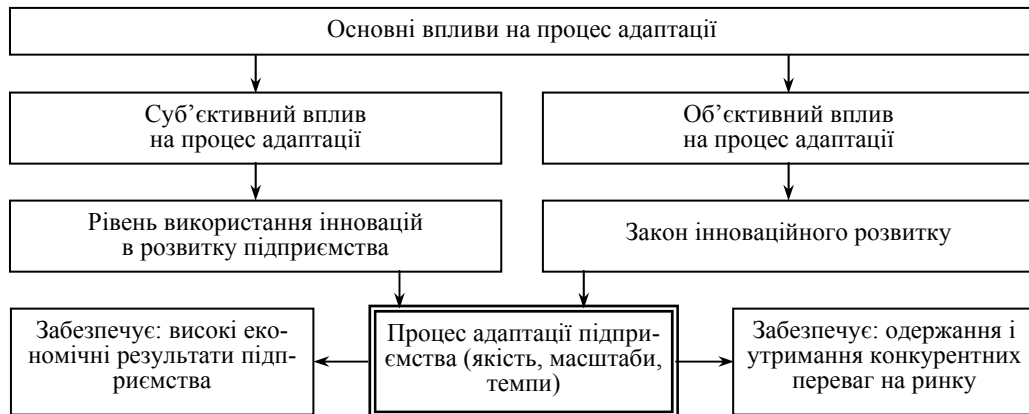 Основні впливи на процес адаптації
Суб’єктивний вплив
на процес адаптації
Об’єктивний вплив
на процес адаптації
Рівень використання інновацій
в розвитку підприємства
Закон інноваційного розвитку
Забезпечує: високі еко-
номічні результати підп-
риємства
Процес адаптації підпри-
ємства (якість, масштаби,
темпи)
Забезпечує: одержання і
утримання конкурентних
переваг на ринку